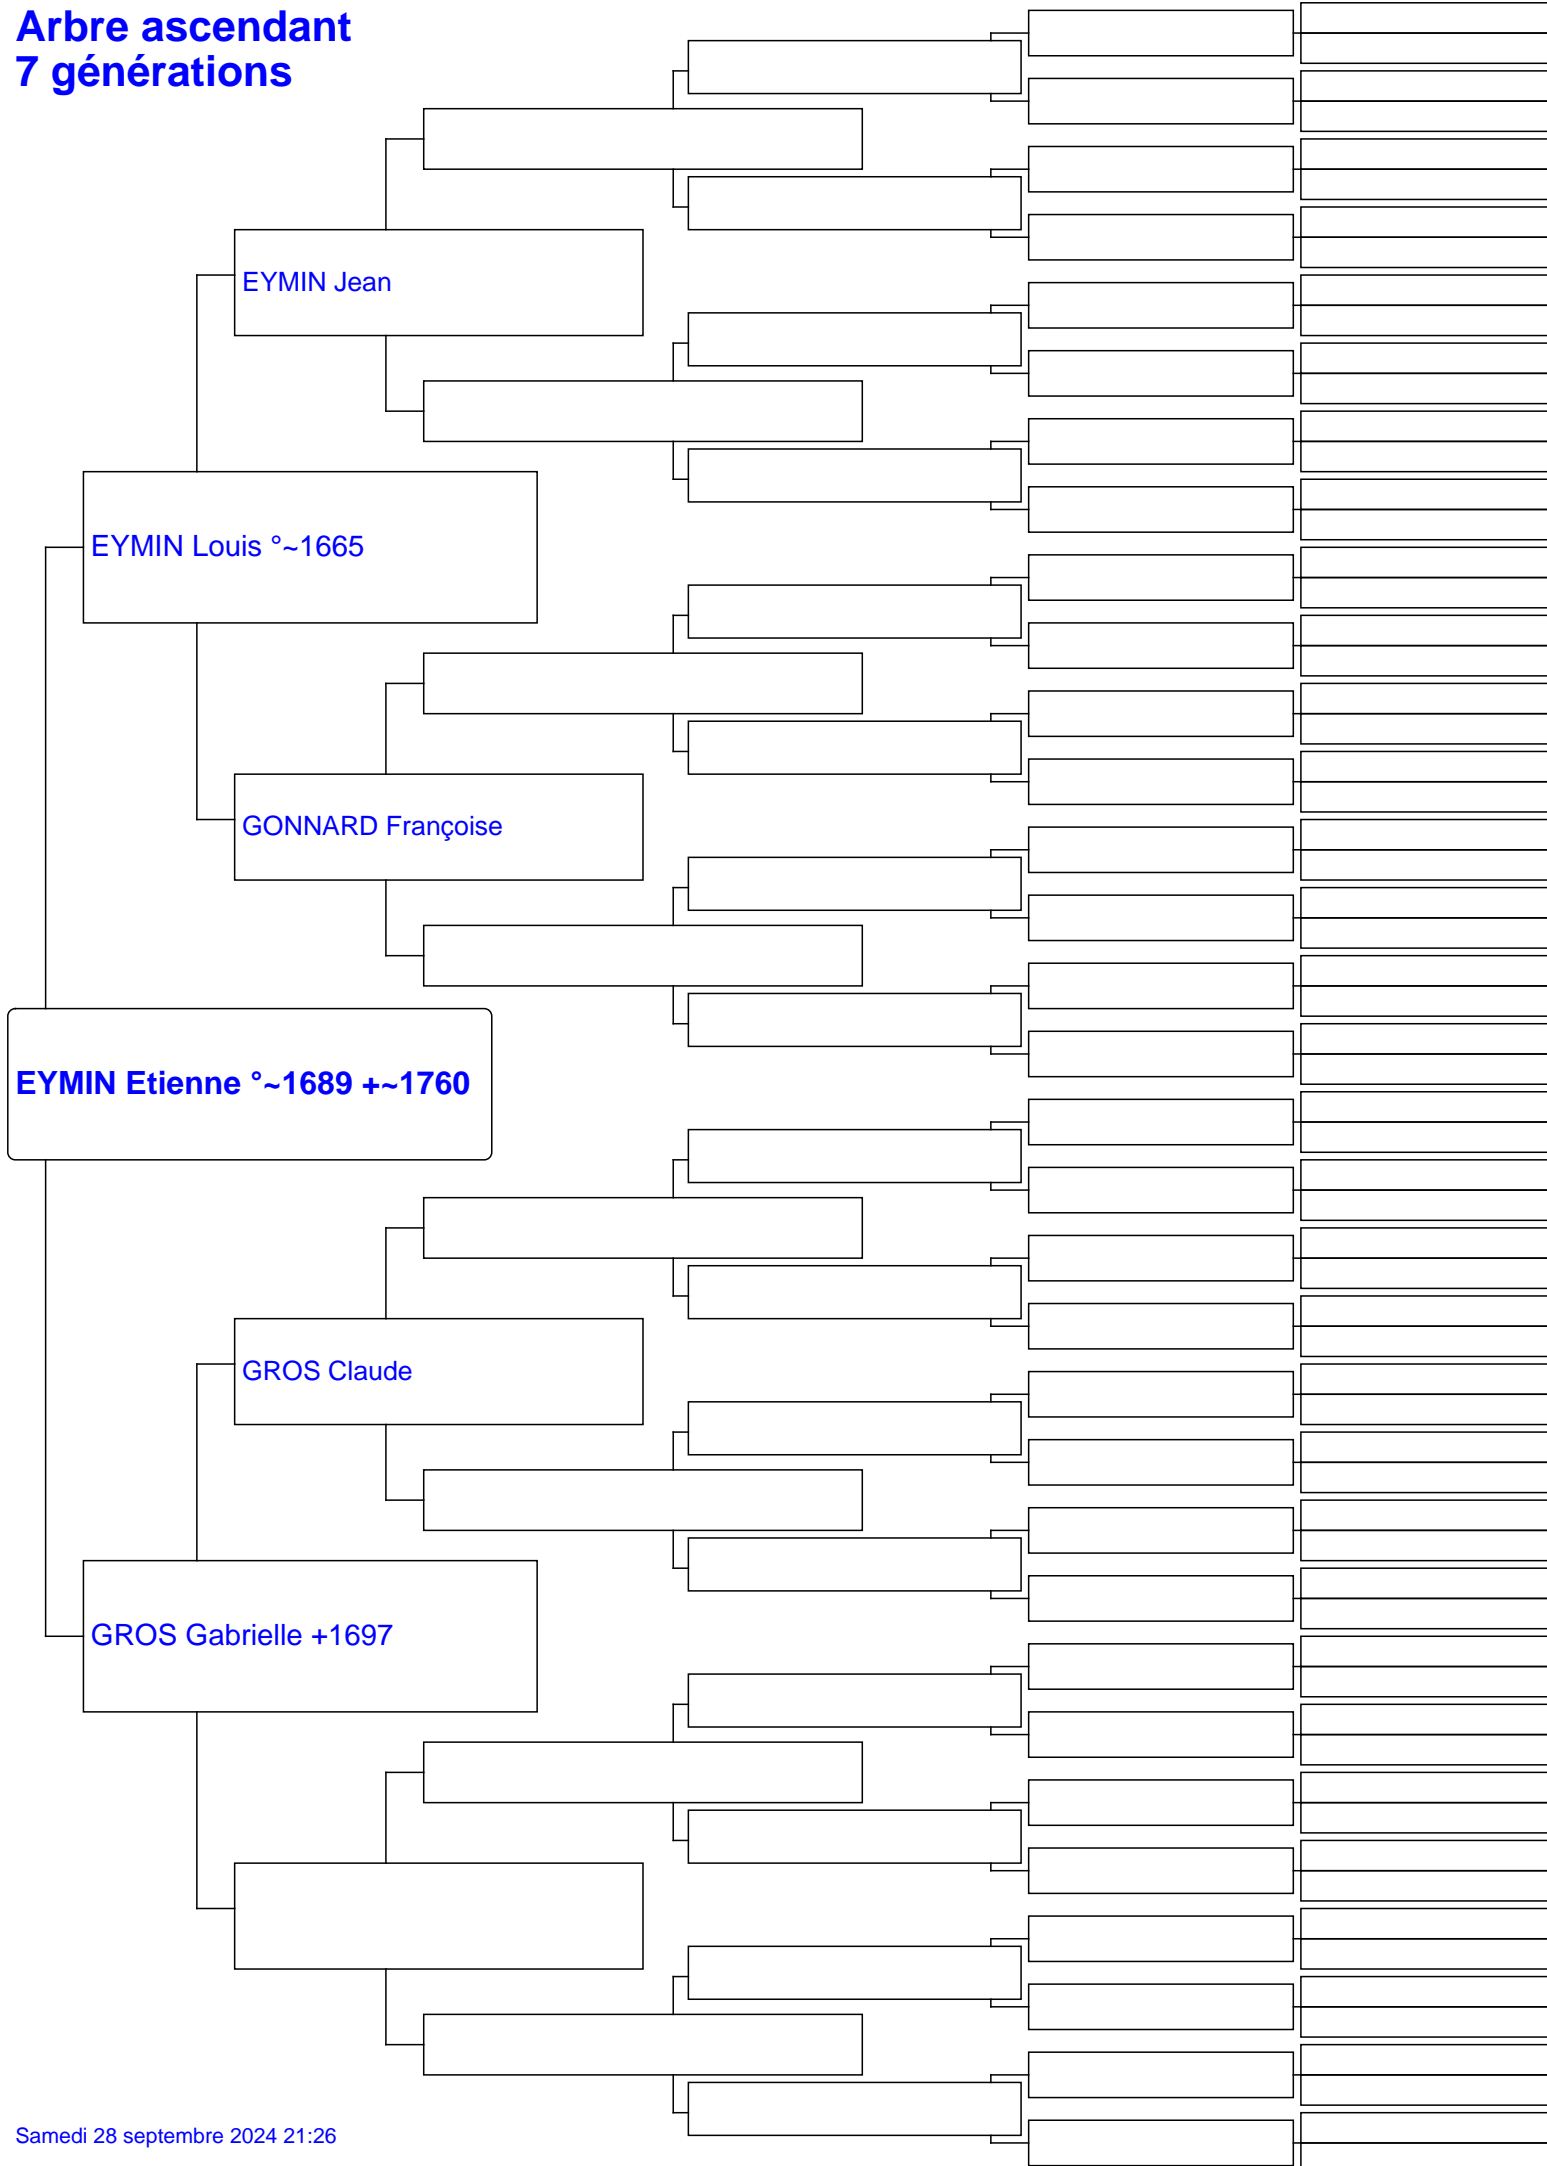 Arbre ascendant
7 générations
EYMIN Jean
EYMIN Louis °~1665
GONNARD Françoise
EYMIN Etienne °~1689 +~1760
GROS Claude
GROS Gabrielle +1697
Samedi 28 septembre 2024 21:26